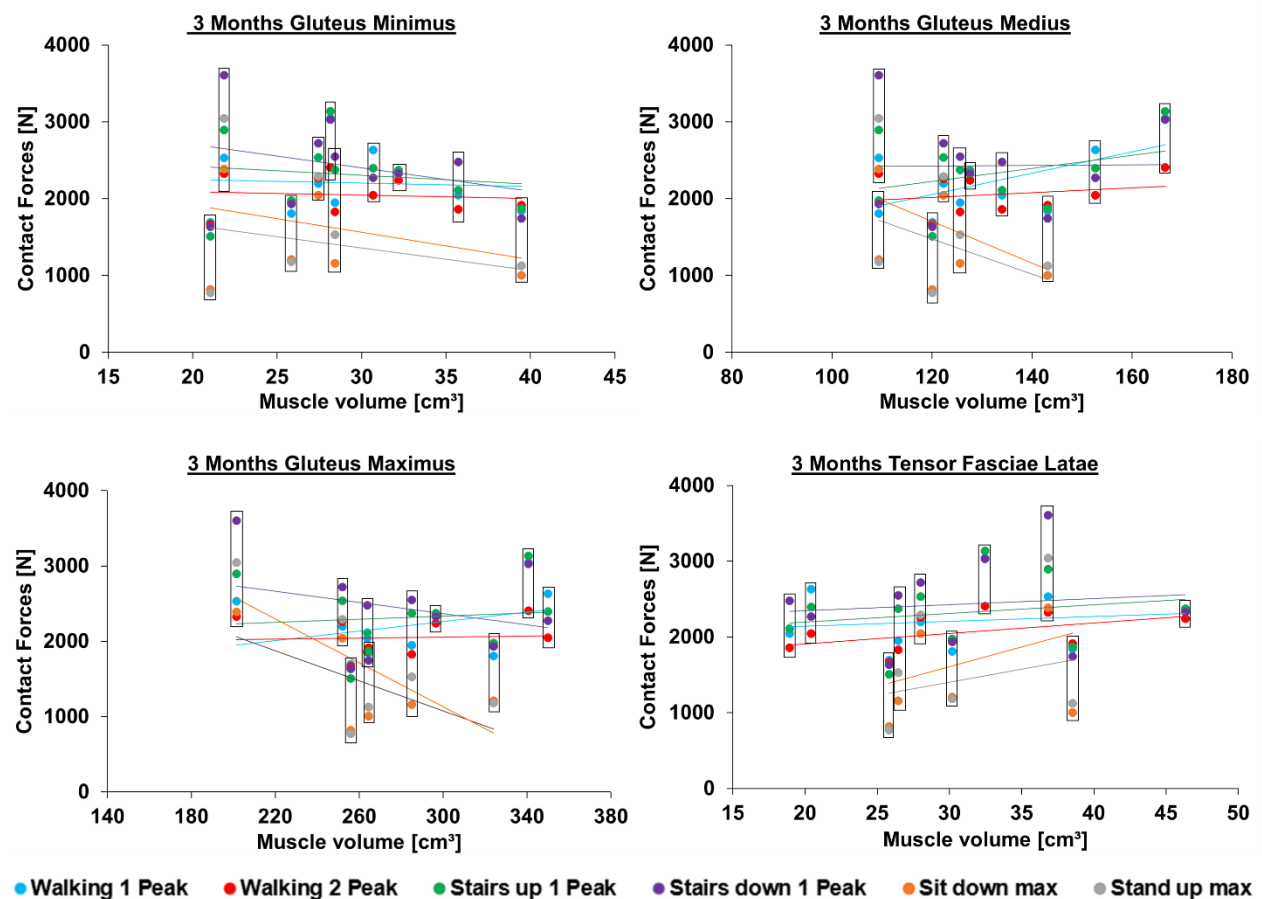 3 Months Gluteus Minimus
Contact Forces [N]
4000
3000
2000
1000
0
15 20 25 30 35 40 45
Muscle volume [cm³]
3 Months Gluteus Medius
Contact Forces [N]
4000
3000
2000
1000
0
80 100 120 140 160 180
Muscle volume [cm³]
3 Months Gluteus Maximus
Contact Forces [N]
4000
3000
2000
1000
0
140 180 220 260 300 340 380
Muscle volume [cm³]
3 Months Tensor Fasciae Latae
Contact Forces [N]
4000
3000
2000
1000
0
15 20 25 30 35 40 45 50
Muscle volume [cm³]
Walking 1 Peak Walking 2 Peak Stairs up 1 Peak Stairs down 1 Peak Sit down max Stand up max